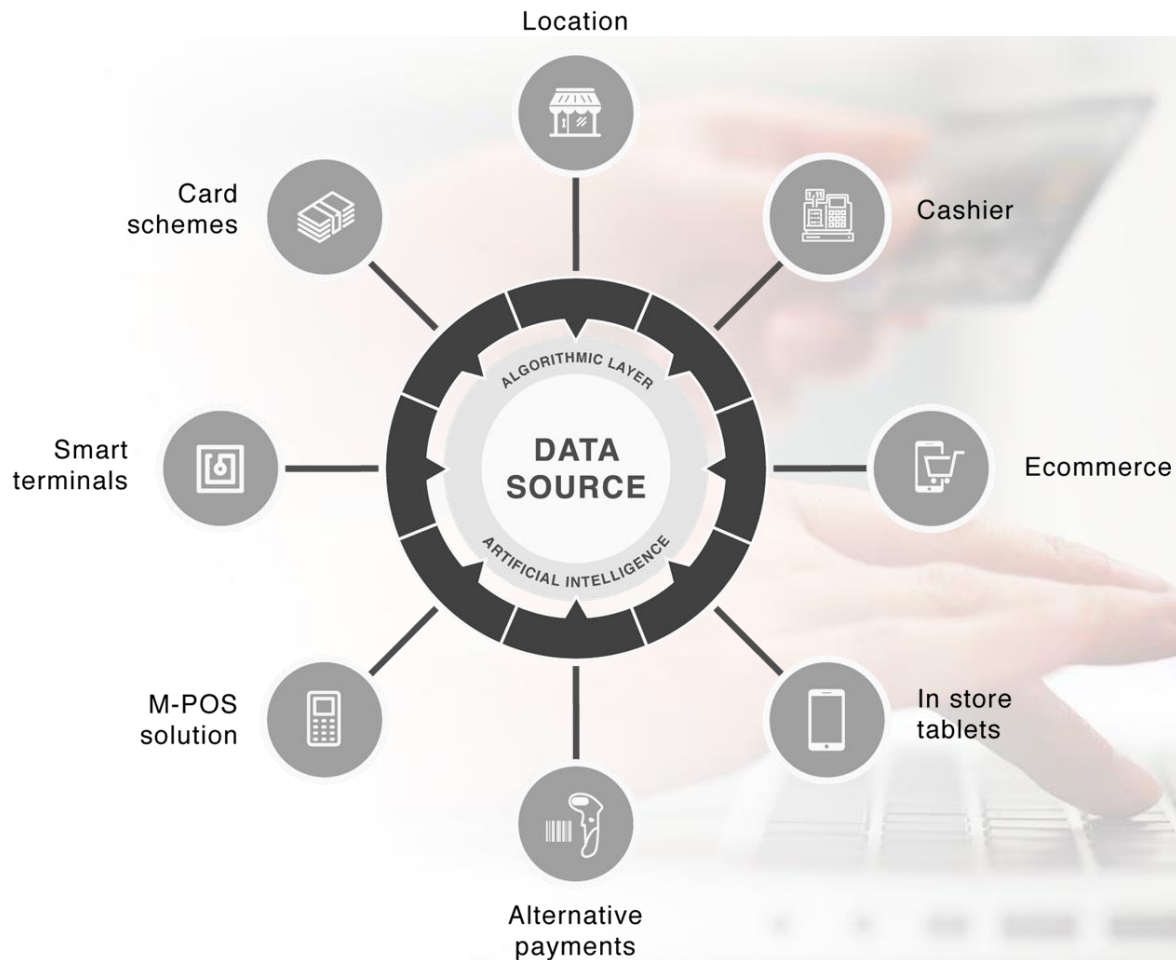 Location
Card
schemes
Cashier
ALGORITHMIC LAYER
DATA
SOURCE
ARTIFICIAL INTELLIGENCE
Smart
terminals
Ecommerce
M-POS
solution
In store
tablets
Alternative
payments